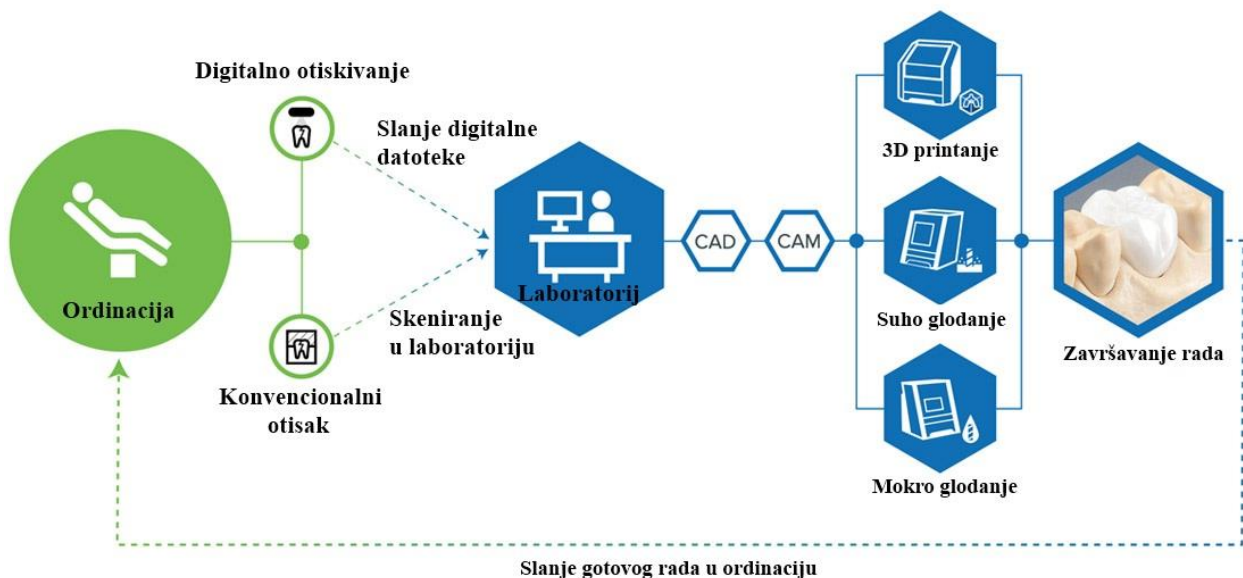 Digitalno otiskivanje
Slanje digitalne
datoteke
Ordinacija
Konvencionalni
otisak
Skeniranje
u laboratoriju
Laboratorij
CAD
CAM
3D printanje
Suho glodanje
Mokro glodanje
Završavanje rada
Slanje gotovog rada u ordinaciju